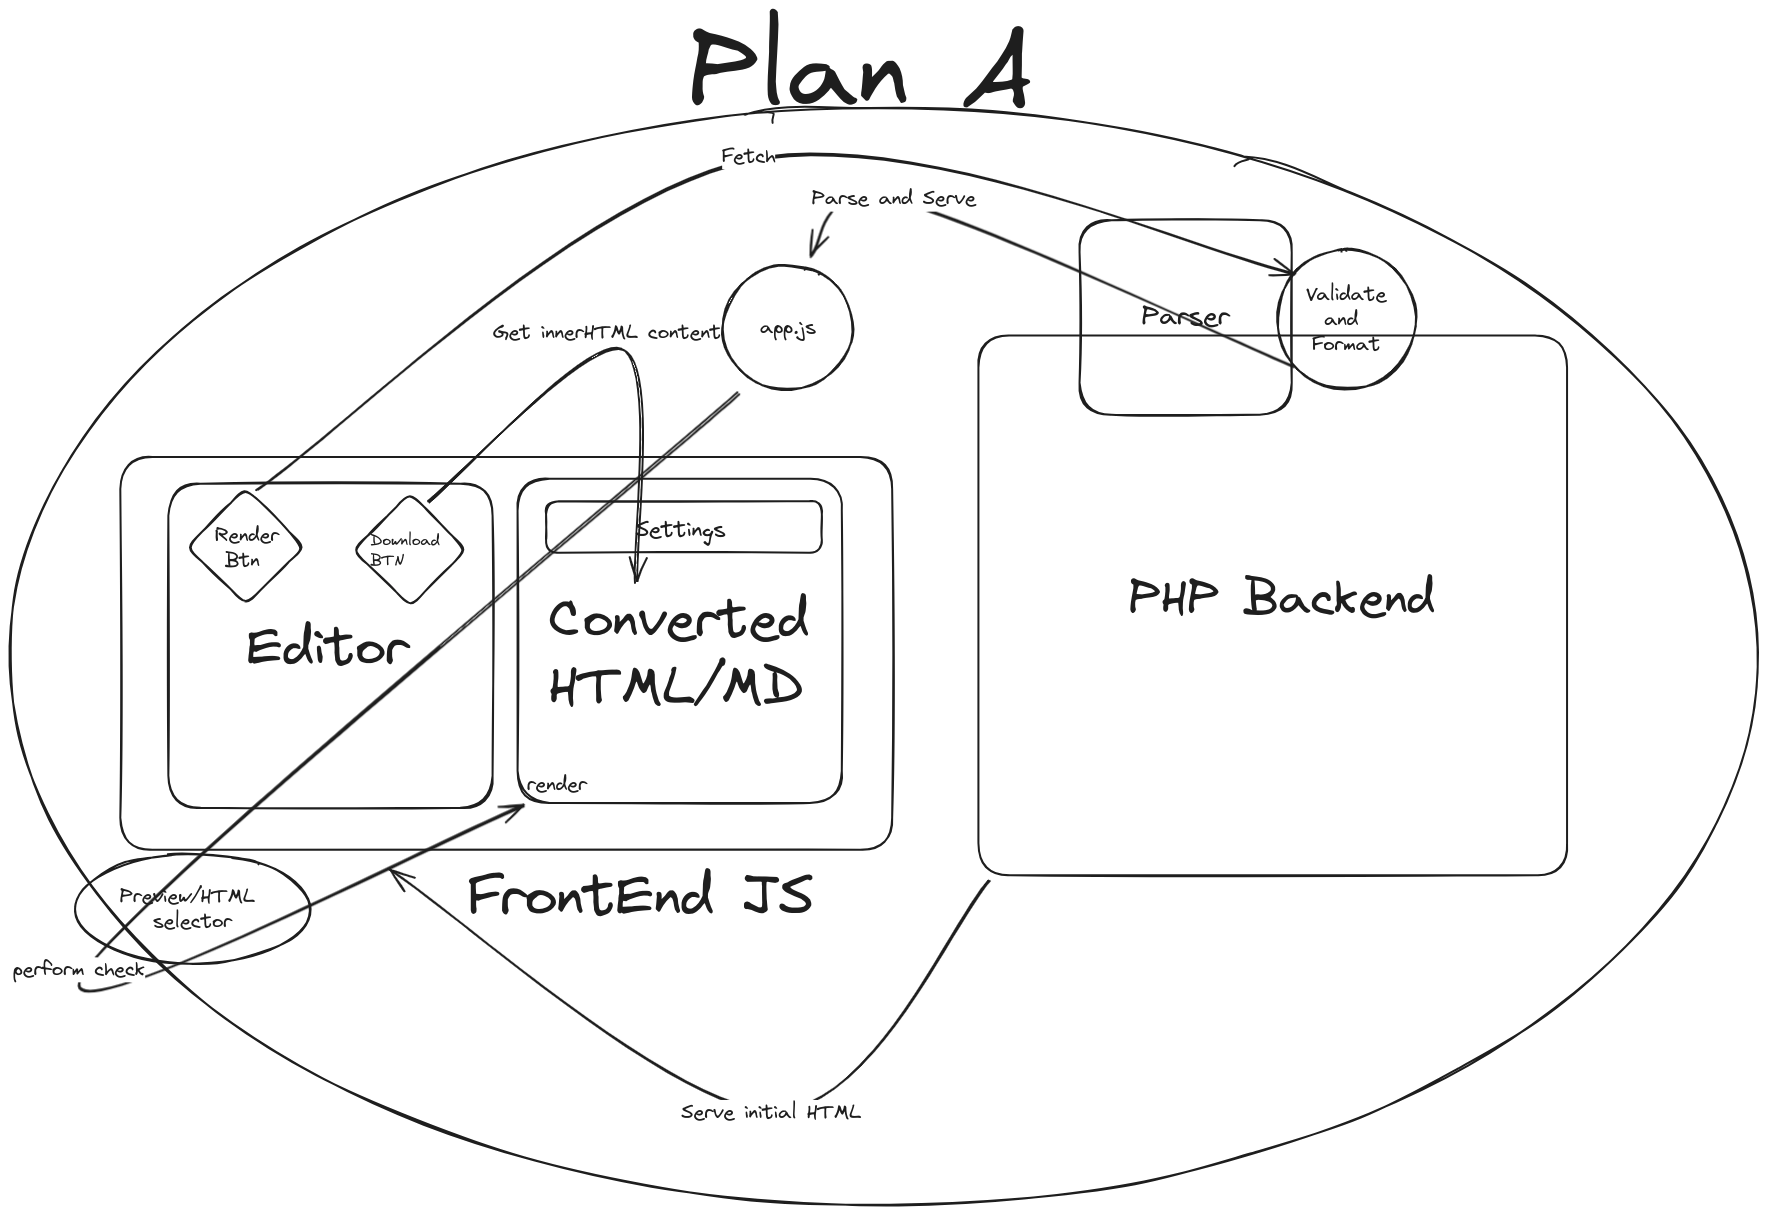 Plan A
Fetch
Parse and Serve
Validate
and
Format
Parser
Get innerHTML content
app.js
Render
Btn
Download
BTN
Settings
Editor
Converted
HTML/MD
render
PHP Backend
FrontEnd JS
Preview/HTML
selector
perform check
Serve initial HTML